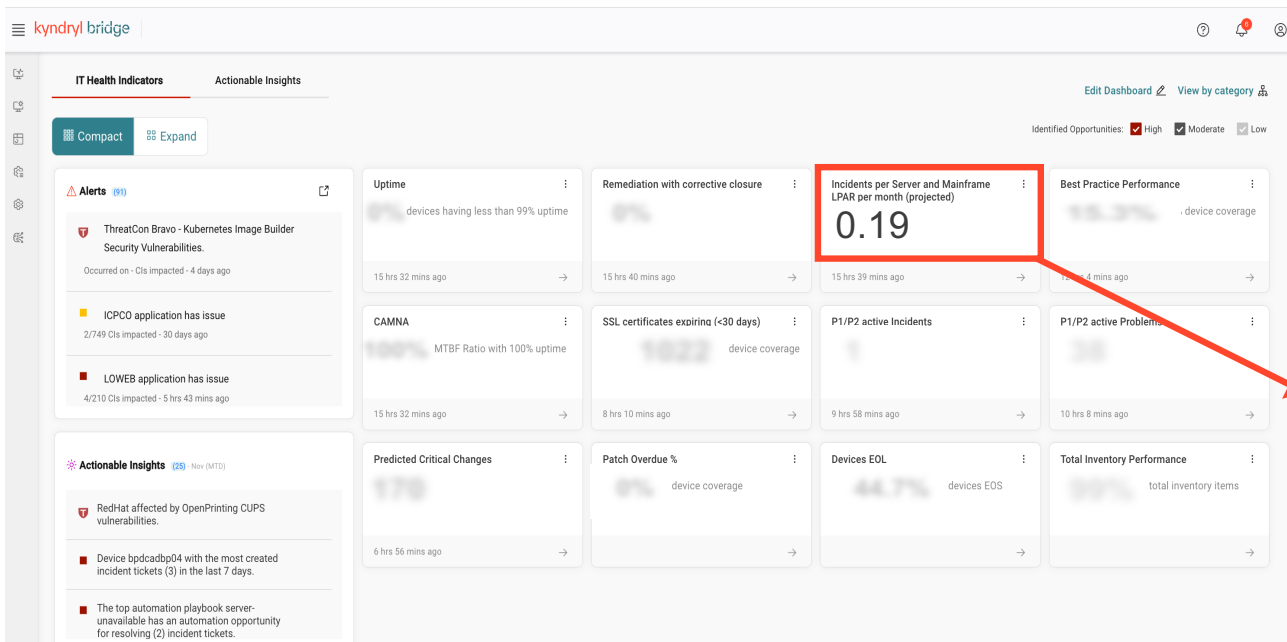 kyndryl bridge
6
IT Health Indicators
Actionable Insights
Edit Dashboard
View by category
Compact
Expand
Identified Opportunities:
High
Moderate
Low
Alerts (91)
ThreatCon Bravo - Kubernetes Image Builder
Security Vulnerabilities.
Occurred on - CIs impacted - 4 days ago
ICPCO application has issue
2/749 CIs impacted - 30 days ago
LOWEB application has issue
4/210 CIs impacted - 5 hrs 43 mins ago
Actionable Insights (25) - Nov (MTD)
RedHat affected by OpenPrinting CUPS
vulnerabilities.
Device bpdcadbp04 with the most created
incident tickets (3) in the last 7 days.
The top automation playbook server-
unavailable has an automation opportunity
for resolving (2) incident tickets.
Uptime
devices having less than 99% uptime
15 hrs 32 mins ago
Remediation with corrective closure
15 hrs 40 mins ago
Incidents per Server and Mainframe
LPAR per month (projected)
0.19
15 hrs 39 mins ago
Best Practice Performance
device coverage
4 mins ago
CAMNA
MTBF Ratio with 100% uptime
15 hrs 32 mins ago
SSL certificates expiring (<30 days)
device coverage
8 hrs 10 mins ago
P1/P2 active Incidents
9 hrs 58 mins ago
P1/P2 active Problems
10 hrs 8 mins ago
Predicted Critical Changes
6 hrs 56 mins ago
Patch Overdue %
device coverage
Devices EOL
devices EOS
Total Inventory Performance
total inventory items